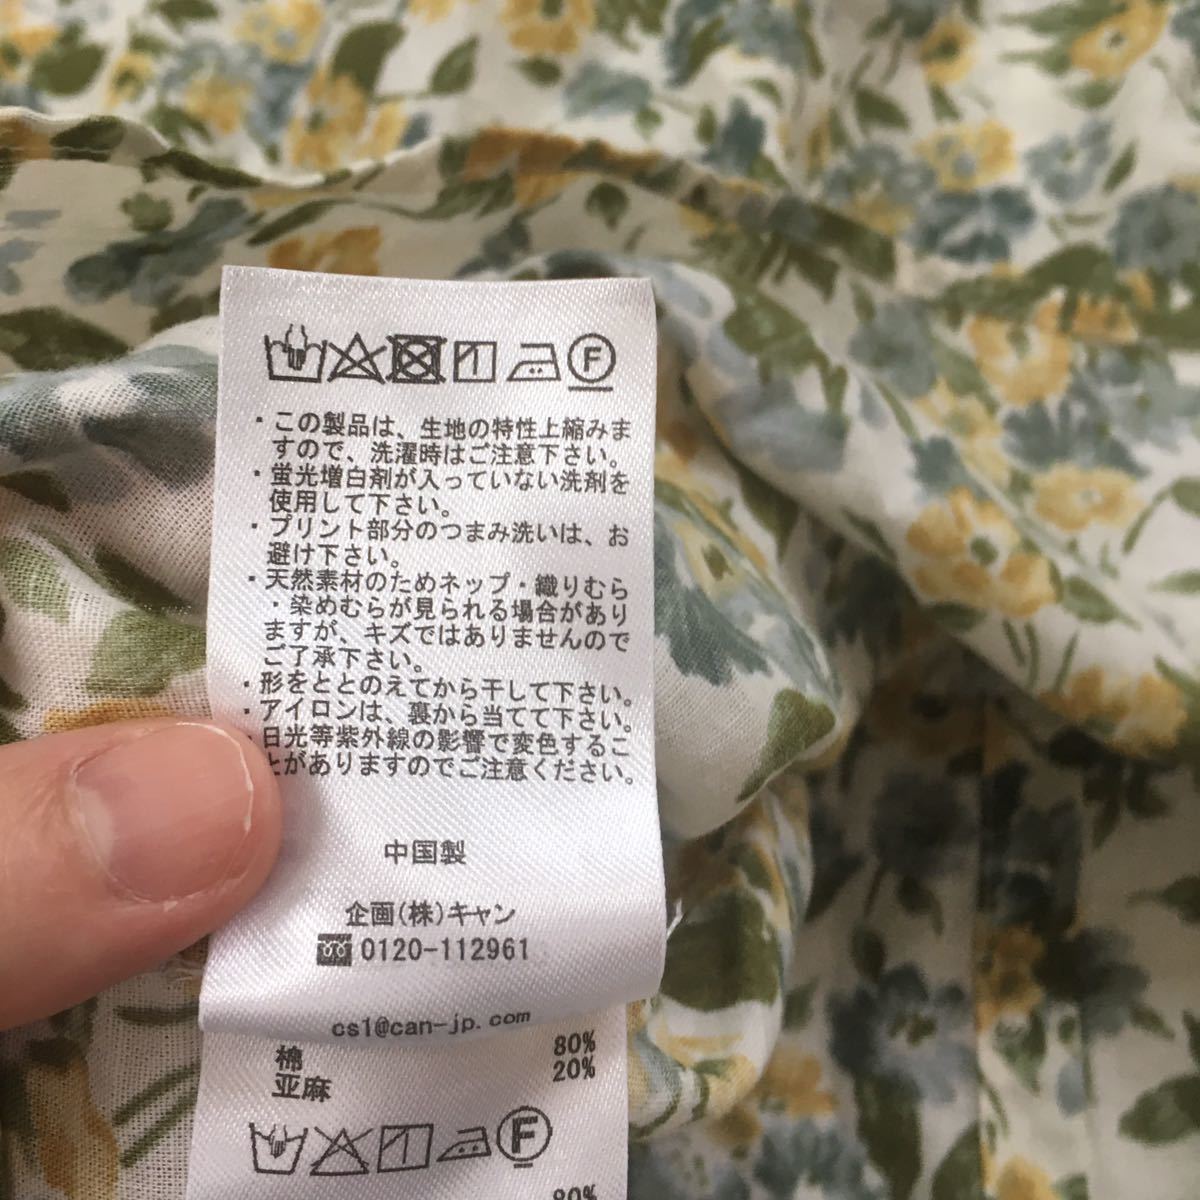 F
・この製品は、生地の特性上縮みま
すので、洗濯時はご注意下さい。
・蛍光増白剤が入っていない洗剤を
使用して下さい。
・プリント部分のつまみ洗いは、お
避け下さい。
・天然素材のためネップ・織りむら
・染めむらが見られる場合があり
ますが、キズではありませんので
ご了承下さい。
・形をととのえてから干して下さい。
・アイロンは、裏から当てて下さい。
・日光等紫外線の影響で変色するこ
とがありますのでご注意ください。
中国製
企画(株)キャン
0120-112961
cs1@can-jp.com
棉 80%
亚麻 20%
F
80%